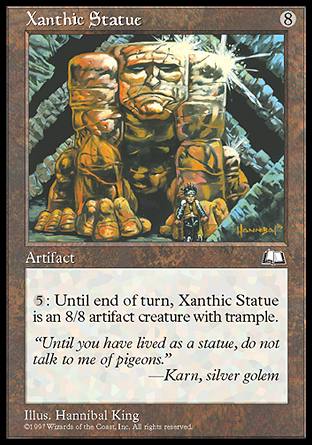 Xanthic Statue 8
HANNIBAL
Artifact
5: Until end of turn, Xanthic Statue
is an 8/8 artifact creature with trample.
"Until you have lived as a statue, do not
talk to me of pigeons."
—Karn, silver golem
Illus. Hannibal King
©1997 Wizards of the Coast, Inc. All rights reserved.